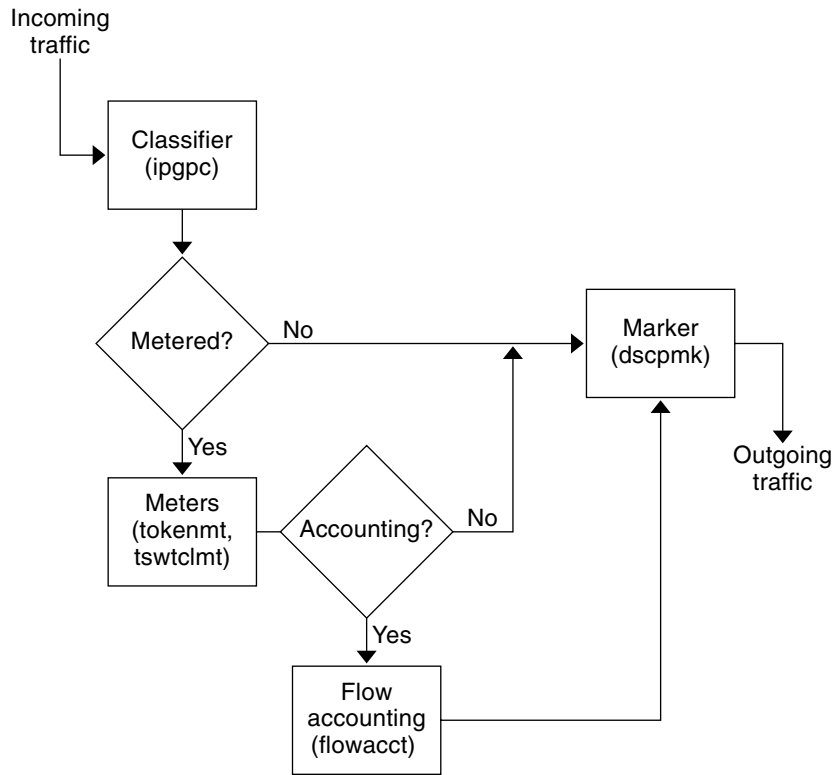 Incoming
traffic
Classifier
(ipgpc)
Metered?
No
Marker
(dscpmk)
Yes
Outgoing
traffic
Meters
(tokenmt,
tswtclmt)
Accounting?
No
Yes
Flow
accounting
(flowacct)